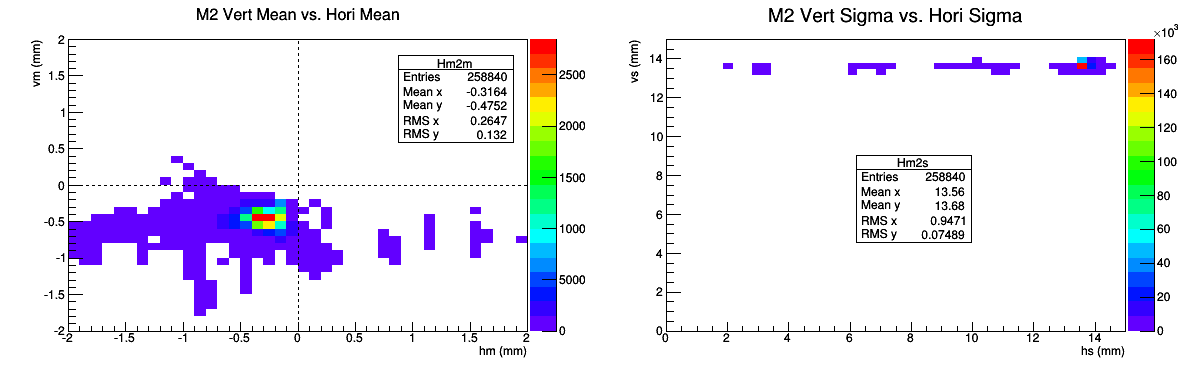 M2 Vert Mean vs. Hori Mean
vm (mm)
2
1.5
1
0.5
0
-0.5
-1
-1.5
-2
Hm2m
Entries 258840
Mean x -0.3164
Mean y -0.4752
RMS x 0.2647
RMS y 0.132
2500
2000
1500
1000
5000
0
-2 -1.5 -1 -0.5 0 0.5 1 1.5 2
hm (mm)
M2 Vert Sigma vs. Hori Sigma
vs (mm)
14
12
10
8
6
4
2
0
Hm2s
Entries 258840
Mean x 13.56
Mean y 13.68
RMS x 0.9471
RMS y 0.07489
×10³
160
140
120
100
80
60
40
20
0
0 2 4 6 8 10 12 14
hs (mm)